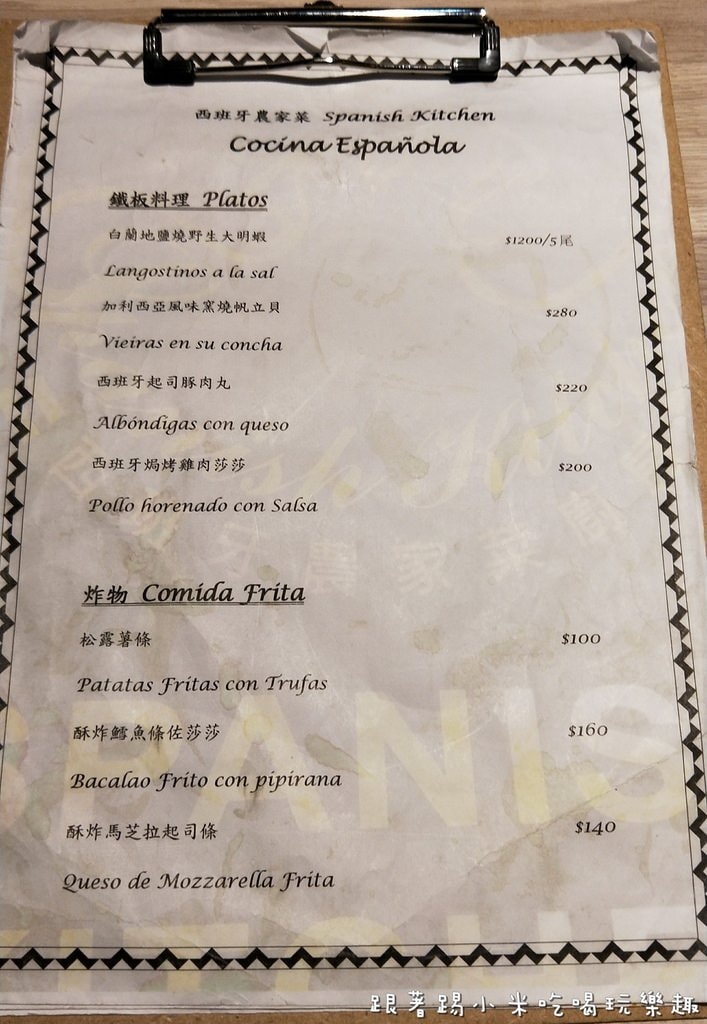 西班牙農家菜 Spanish Kitchen
Cocina Española
鐵板料理 Platos
白蘭地鹽燒野生大明蝦 $1200/5尾
Langostinos a la sal
加利西亞風味窯燒帆立貝 $280
Vieiras en su concha
西班牙起司豚肉丸 $220
Albóndigas con queso
西班牙焗烤雞肉莎莎 $200
Pollo horenado con Salsa
炸物 Comida Frita
松露薯條 $100
Patatas Fritas con Trufas
酥炸鱈魚條佐莎莎 $160
Bacalao Frito con pipirana
酥炸馬芝拉起司條 $140
Queso de Mozzarella Frita
跟著踢小米吃喝玩樂趣